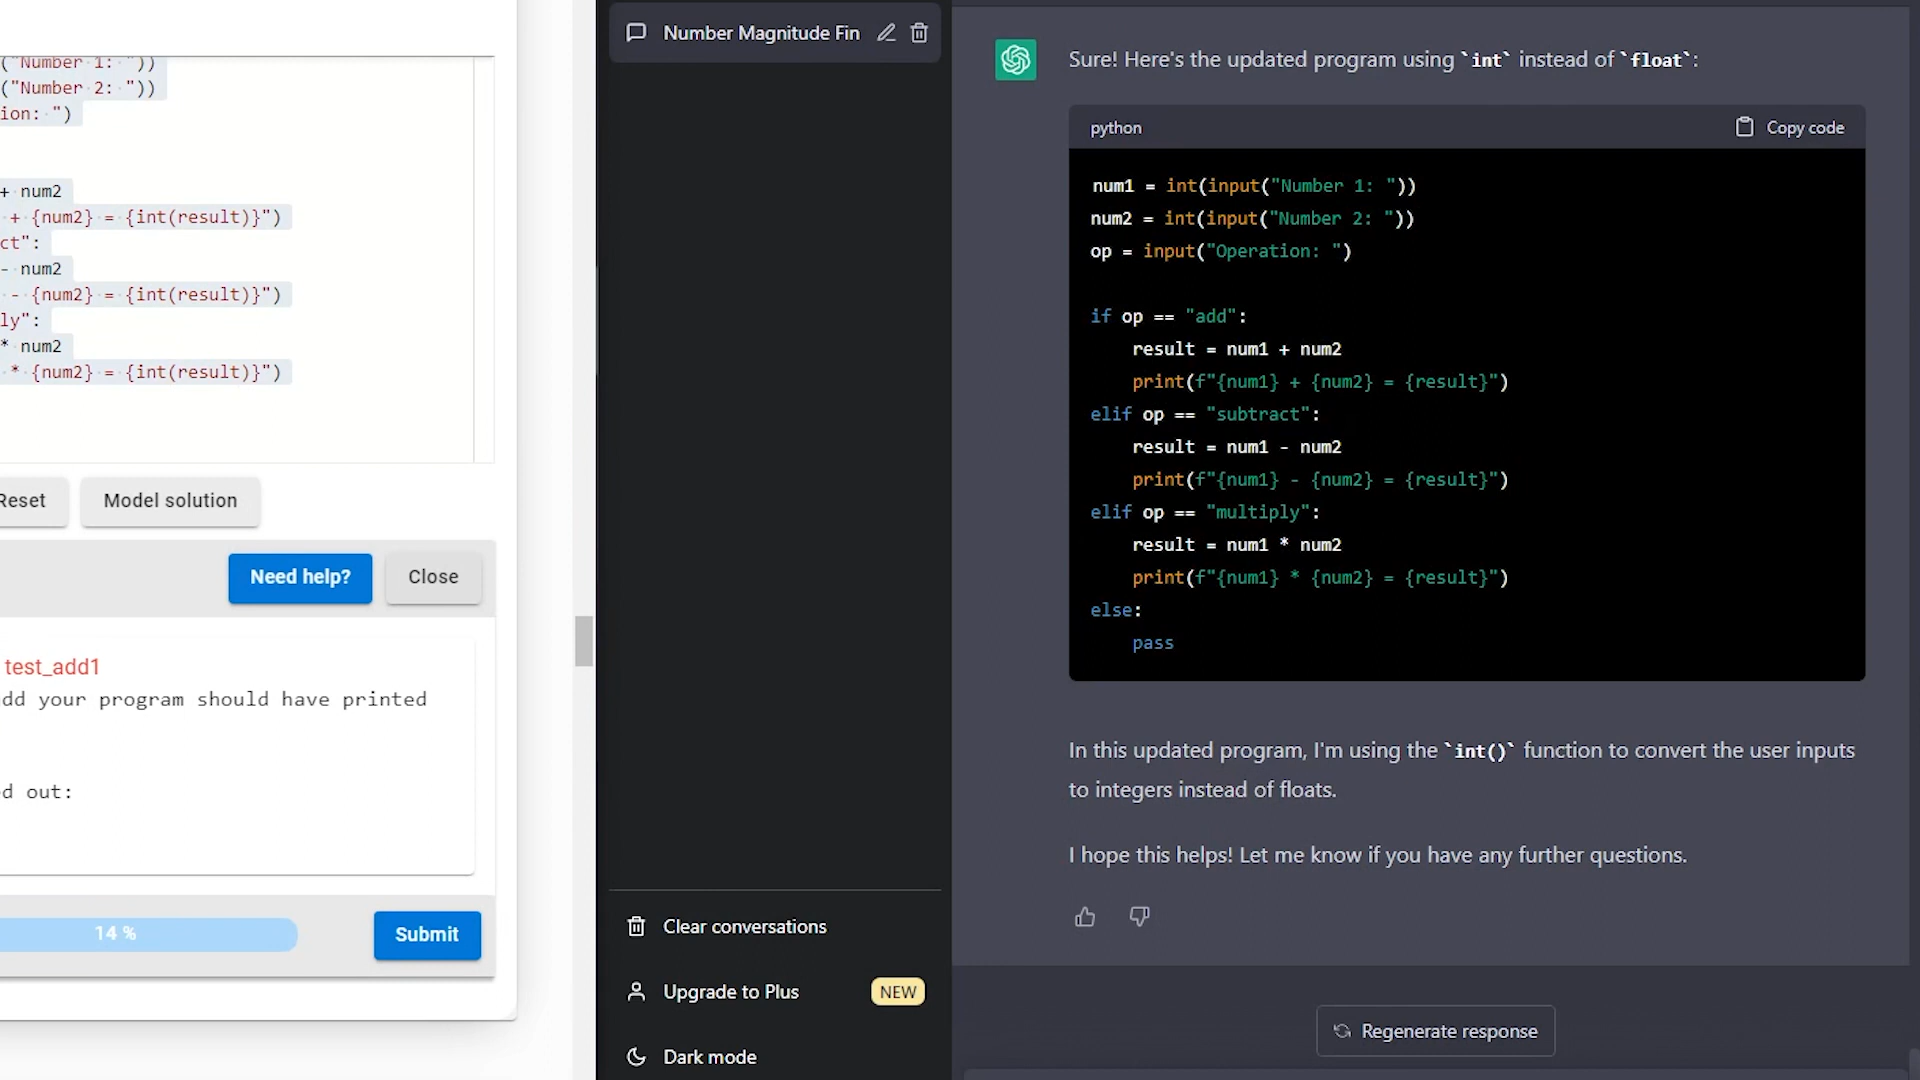 ("Number 1: "))
("Number 2: "))
ion: ")
+ num2
+ {num2} = {int(result)}")
ct":
- num2
- {num2} = {int(result)}")
ly":
* num2
* {num2} = {int(result)}")
Reset
Model solution
Need help?
Close
test_add1
dd your program should have printed
d out:
14 %
Submit
Number Magnitude Fin
Clear conversations
Upgrade to Plus
NEW
Dark mode
Sure! Here's the updated program using `int` instead of `float`:
python
Copy code
num1 = int(input("Number 1: "))
num2 = int(input("Number 2: "))
op = input("Operation: ")
if op == "add":
    result = num1 + num2
    print(f"{num1} + {num2} = {result}")
elif op == "subtract":
    result = num1 - num2
    print(f"{num1} - {num2} = {result}")
elif op == "multiply":
    result = num1 * num2
    print(f"{num1} * {num2} = {result}")
else:
    pass
In this updated program, I'm using the `int()` function to convert the user inputs
to integers instead of floats.
I hope this helps! Let me know if you have any further questions.
Regenerate response